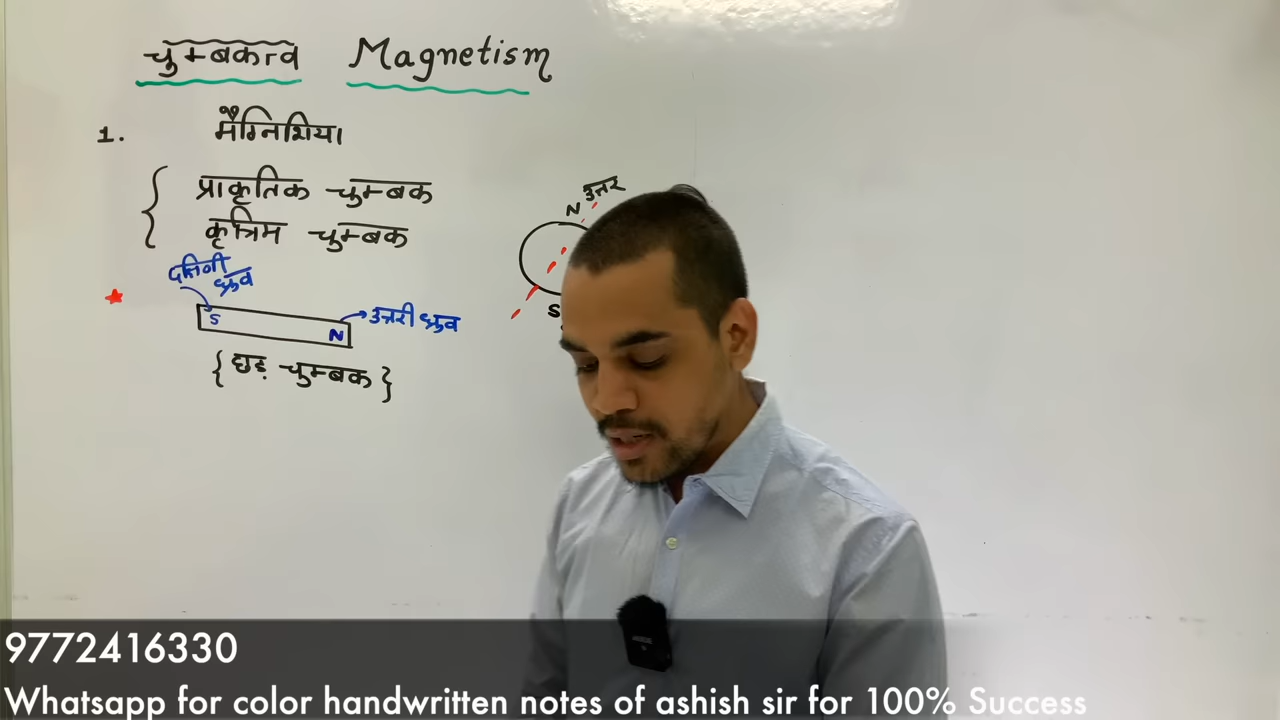 चुम्बकत्व Magnetism
1. मैग्निशिया
प्राकृतिक चुम्बक
कृत्रिम चुम्बक
दक्षिणी
ध्रुव
S
N
उत्तरी ध्रुव
{छड़ चुम्बक}
N उत्तर
S
9772416330
Whatsapp for color handwritten notes of ashish sir for 100% Success